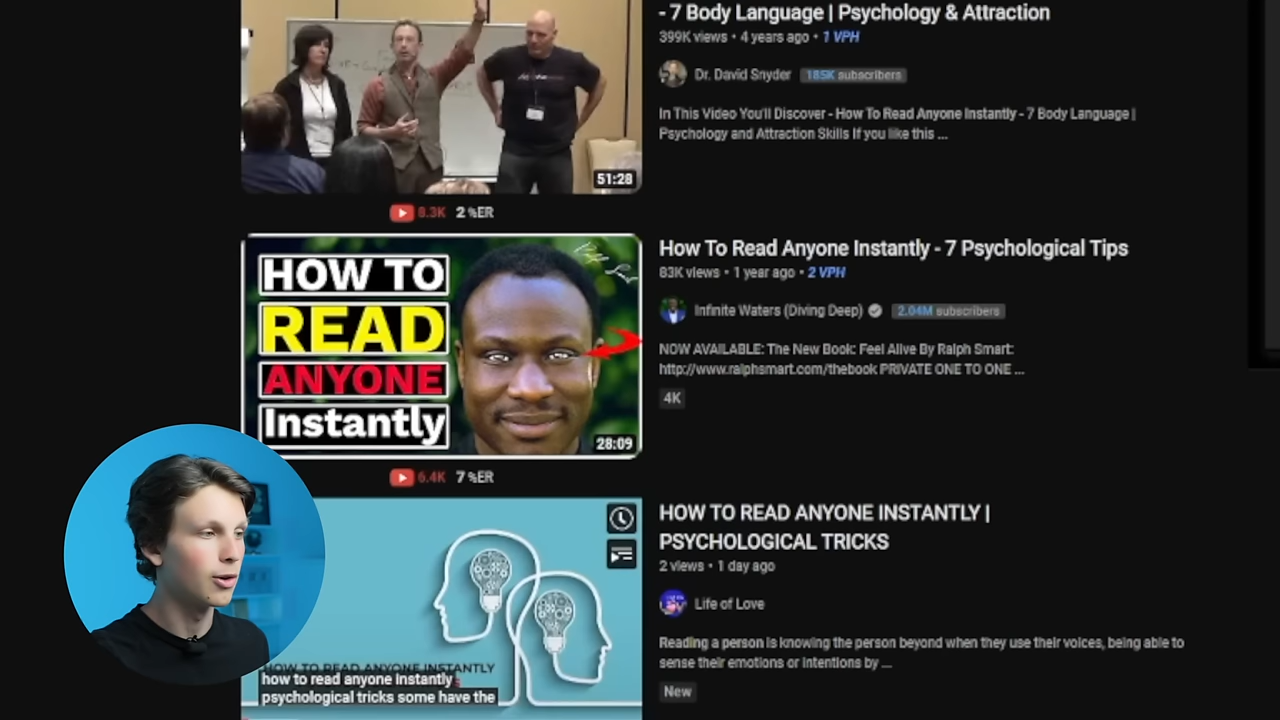 - 7 Body Language | Psychology & Attraction
399K views • 4 years ago • 1 VPH
Dr. David Snyder 185K subscribers
In This Video You'll Discover - How To Read Anyone Instantly - 7 Body Language |
Psychology and Attraction Skills If you like this ...
51:28
8.3K 2 %ER
HOW TO
READ
ANYONE
Instantly
28:09
How To Read Anyone Instantly - 7 Psychological Tips
83K views • 1 year ago • 2 VPH
Infinite Waters (Diving Deep) 2.04M subscribers
NOW AVAILABLE: The New Book: Feel Alive By Ralph Smart:
http://www.ralphsmart.com/thebook PRIVATE ONE TO ONE ...
4K
6.4K 7 %ER
HOW TO READ ANYONE INSTANTLY |
PSYCHOLOGICAL TRICKS
2 views • 1 day ago
Life of Love
Reading a person is knowing the person beyond when they use their voices, being able to
sense their emotions or intentions by ...
New
HOW TO READ ANYONE INSTANTLY
how to read anyone instantly
psychological tricks some have the